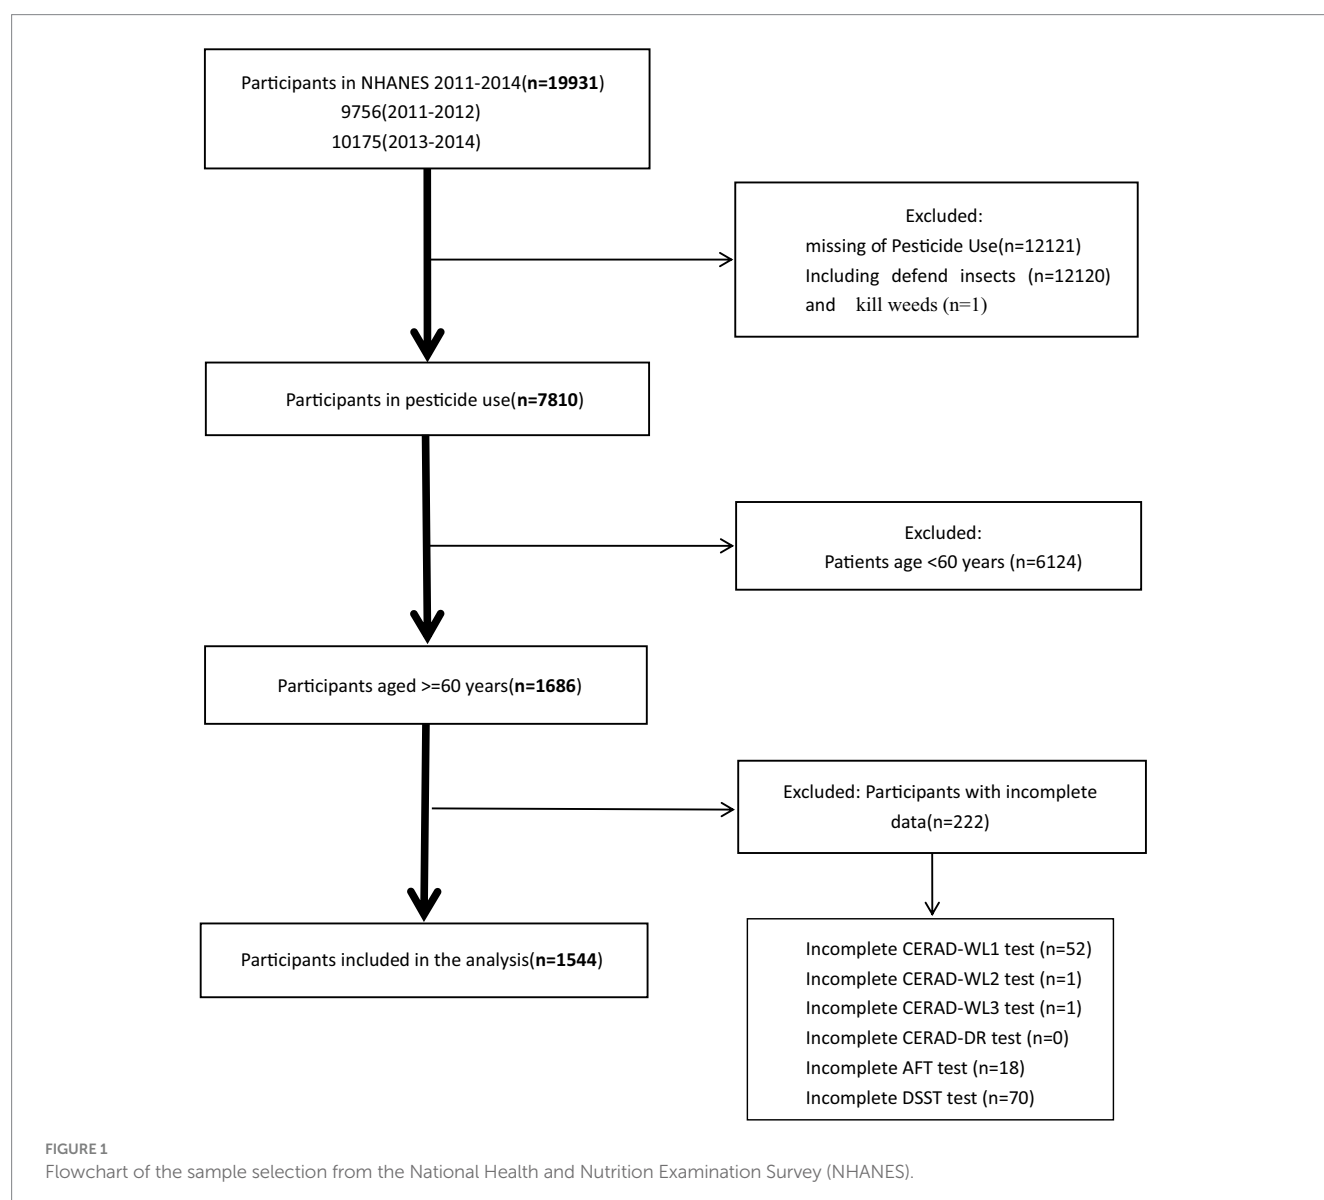 Participants in NHANES 2011-2014(n=19931)
9756(2011-2012)
10175(2013-2014)
Excluded:
missing of Pesticide Use(n=12121)
Including defend insects (n=12120)
and kill weeds (n=1)
Participants in pesticide use(n=7810)
Excluded:
Patients age <60 years (n=6124)
Participants aged >=60 years(n=1686)
Excluded: Participants with incomplete
data(n=222)
Participants included in the analysis(n=1544)
Incomplete CERAD-WL1 test (n=52)
Incomplete CERAD-WL2 test (n=1)
Incomplete CERAD-WL3 test (n=1)
Incomplete CERAD-DR test (n=0)
Incomplete AFT test (n=18)
Incomplete DSST test (n=70)
FIGURE 1
Flowchart of the sample selection from the National Health and Nutrition Examination Survey (NHANES).